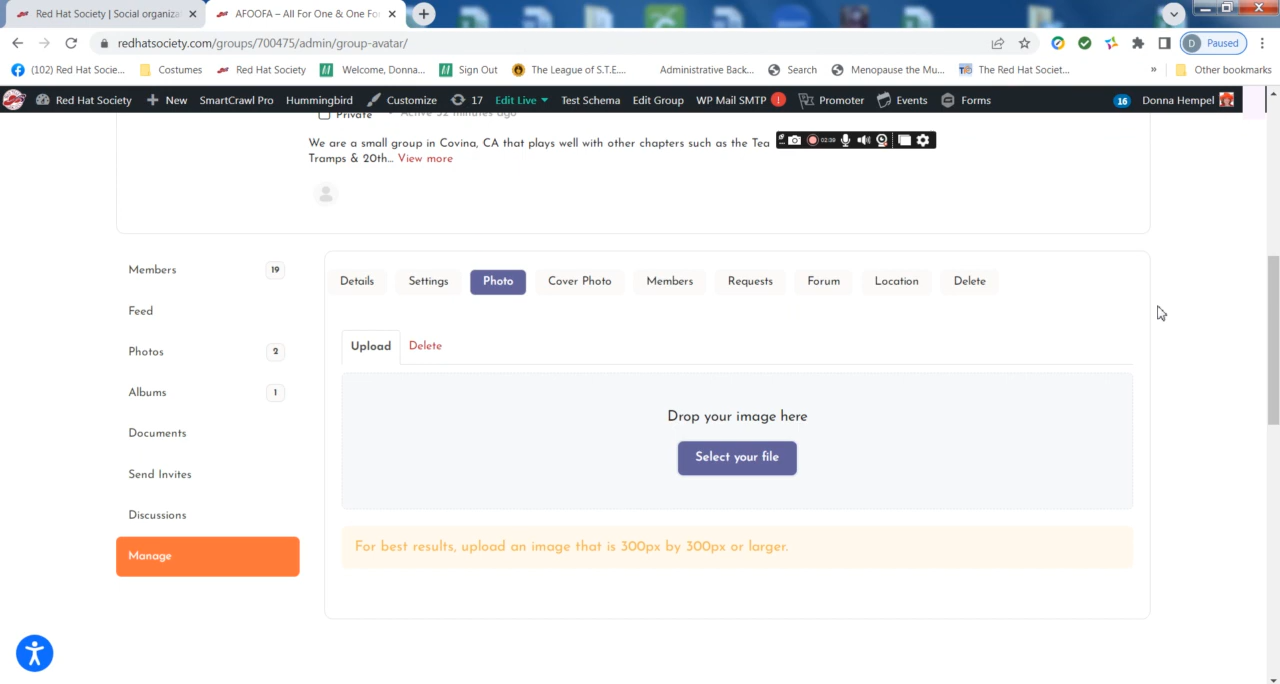 Red Hat Society | Social organiza
AFOOFA – All For One & One Fo
redhatsociety.com/groups/700475/admin/group-avatar/
D Paused
(102) Red Hat Socie...
Costumes
Red Hat Society
Welcome, Donna...
Sign Out
The League of S.T.E....
Administrative Back...
Search
Menopause the Mu...
The Red Hat Societ...
»
Other bookmarks
Red Hat Society
New
SmartCrawl Pro
Hummingbird
Customize
17
Edit Live
Test Schema
Edit Group
WP Mail SMTP !
Promoter
Events
Forms
16
Donna Hempel
Private
Active 52 minutes ago
We are a small group in Covina, CA that plays well with other chapters such as the Tea
02:39
Tramps & 20th... View more
Members 19
Feed
Photos 2
Albums 1
Documents
Send Invites
Discussions
Manage
Details
Settings
Photo
Cover Photo
Members
Requests
Forum
Location
Delete
Upload
Delete
Drop your image here
Select your file
For best results, upload an image that is 300px by 300px or larger.